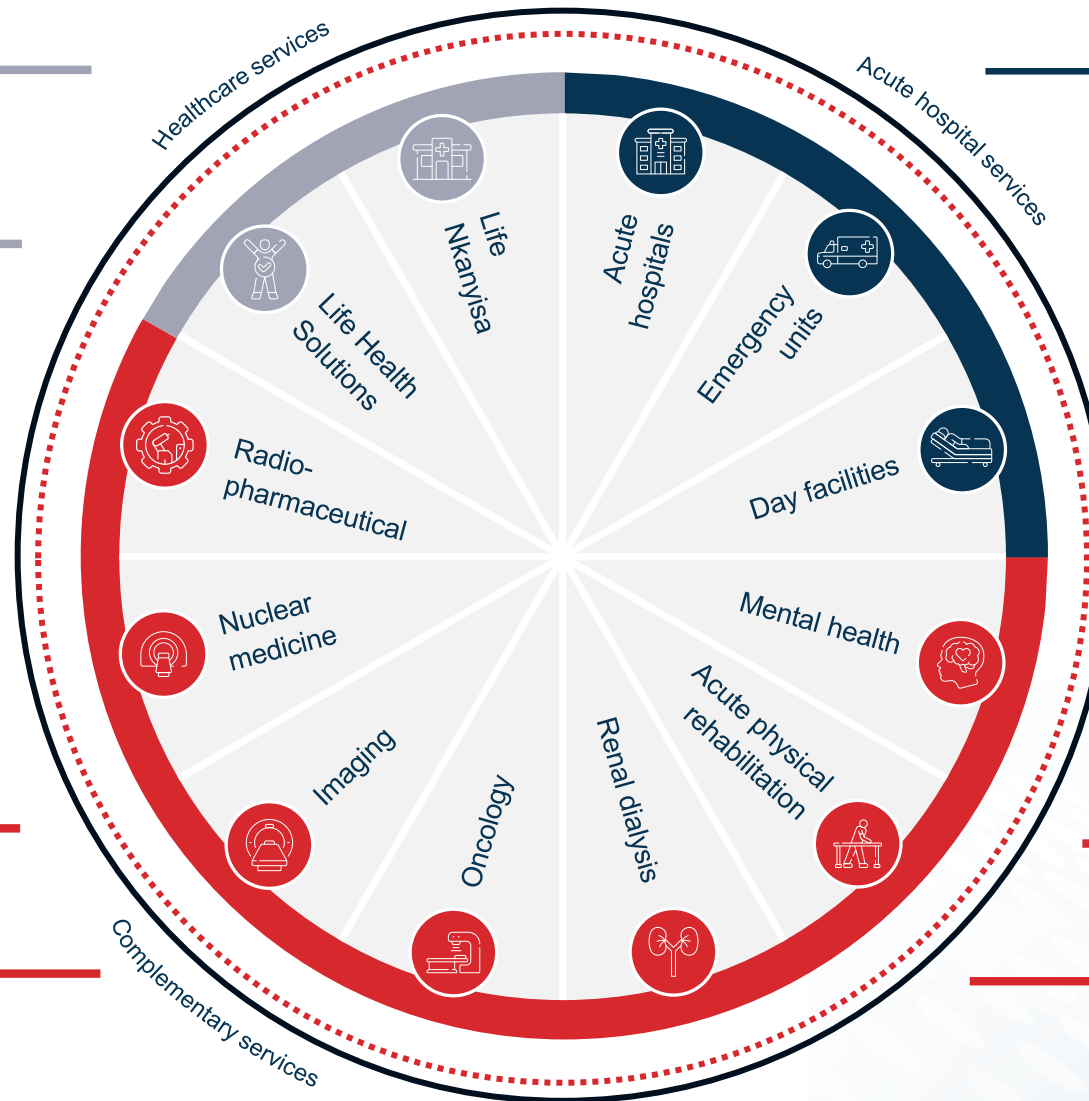 Healthcare services
Acute hospital services
Life
Nkanyisa
Acute
hospitals
Life Health
Solutions
Emergency
units
Radio-
pharmaceutical
Day facilities
Nuclear
medicine
Mental health
Imaging
Acute physical
rehabilitation
Oncology
Renal dialysis
Complementary services